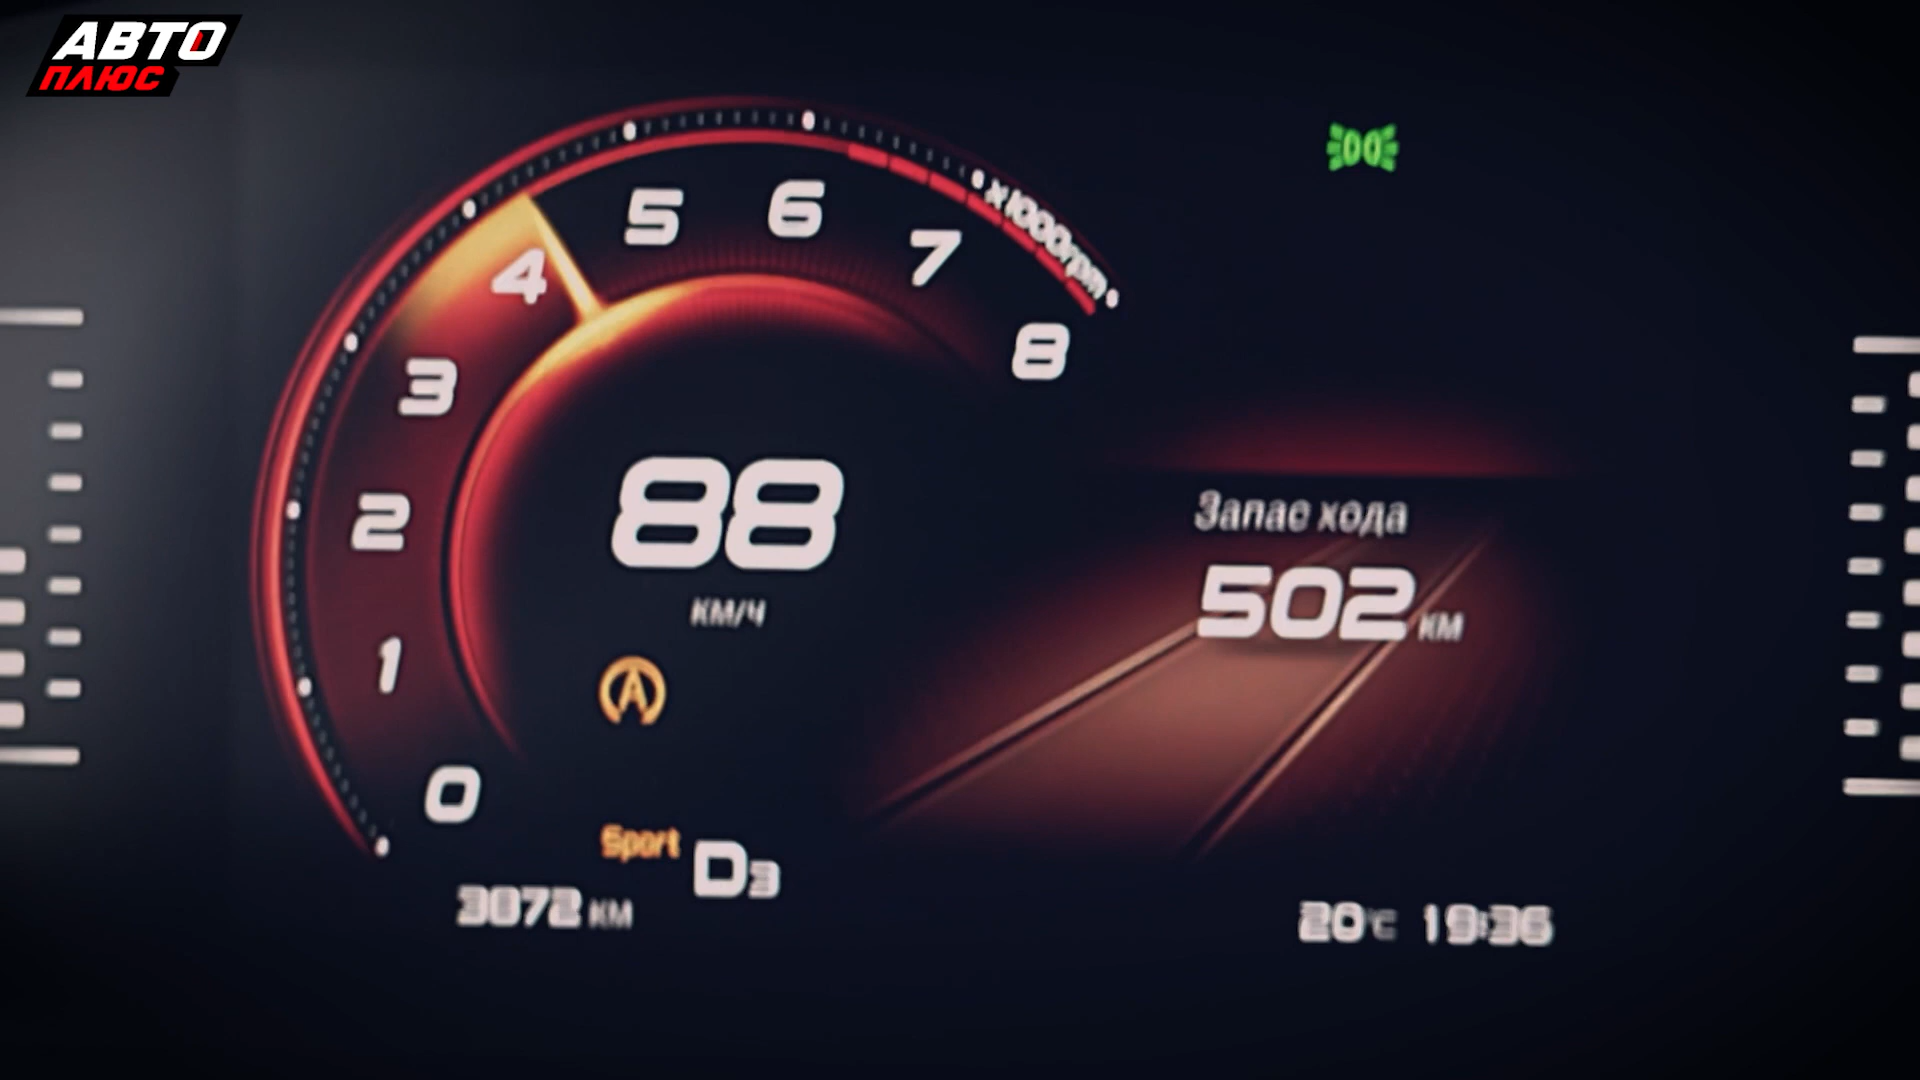 АВТО
ПЛЮС
0
1
2
3
4
5
6
7
8
x1000rpm
88
КМ/Ч
A
Sport D3
3072 КМ
Запас хода
502 КМ
20°C 19:36